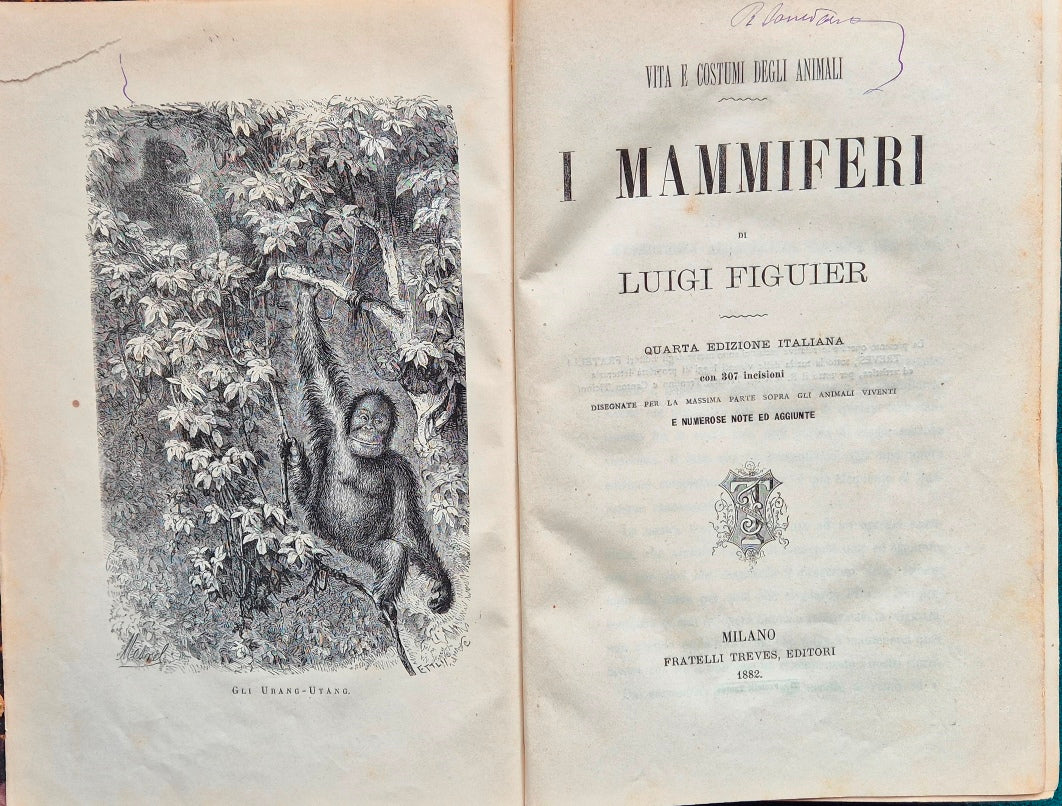 GLI URANG-UTANG.
VITA E COSTUMI DEGLI ANIMALI
I MAMMIFERI
DI
LUIGI FIGUIER
QUARTA EDIZIONE ITALIANA
con 307 incisioni
DISEGNATE PER LA MASSIMA PARTE SOPRA GLI ANIMALI VIVENTI
E NUMEROSE NOTE ED AGGIUNTE
MILANO
FRATELLI TREVES, EDITORI
1882.